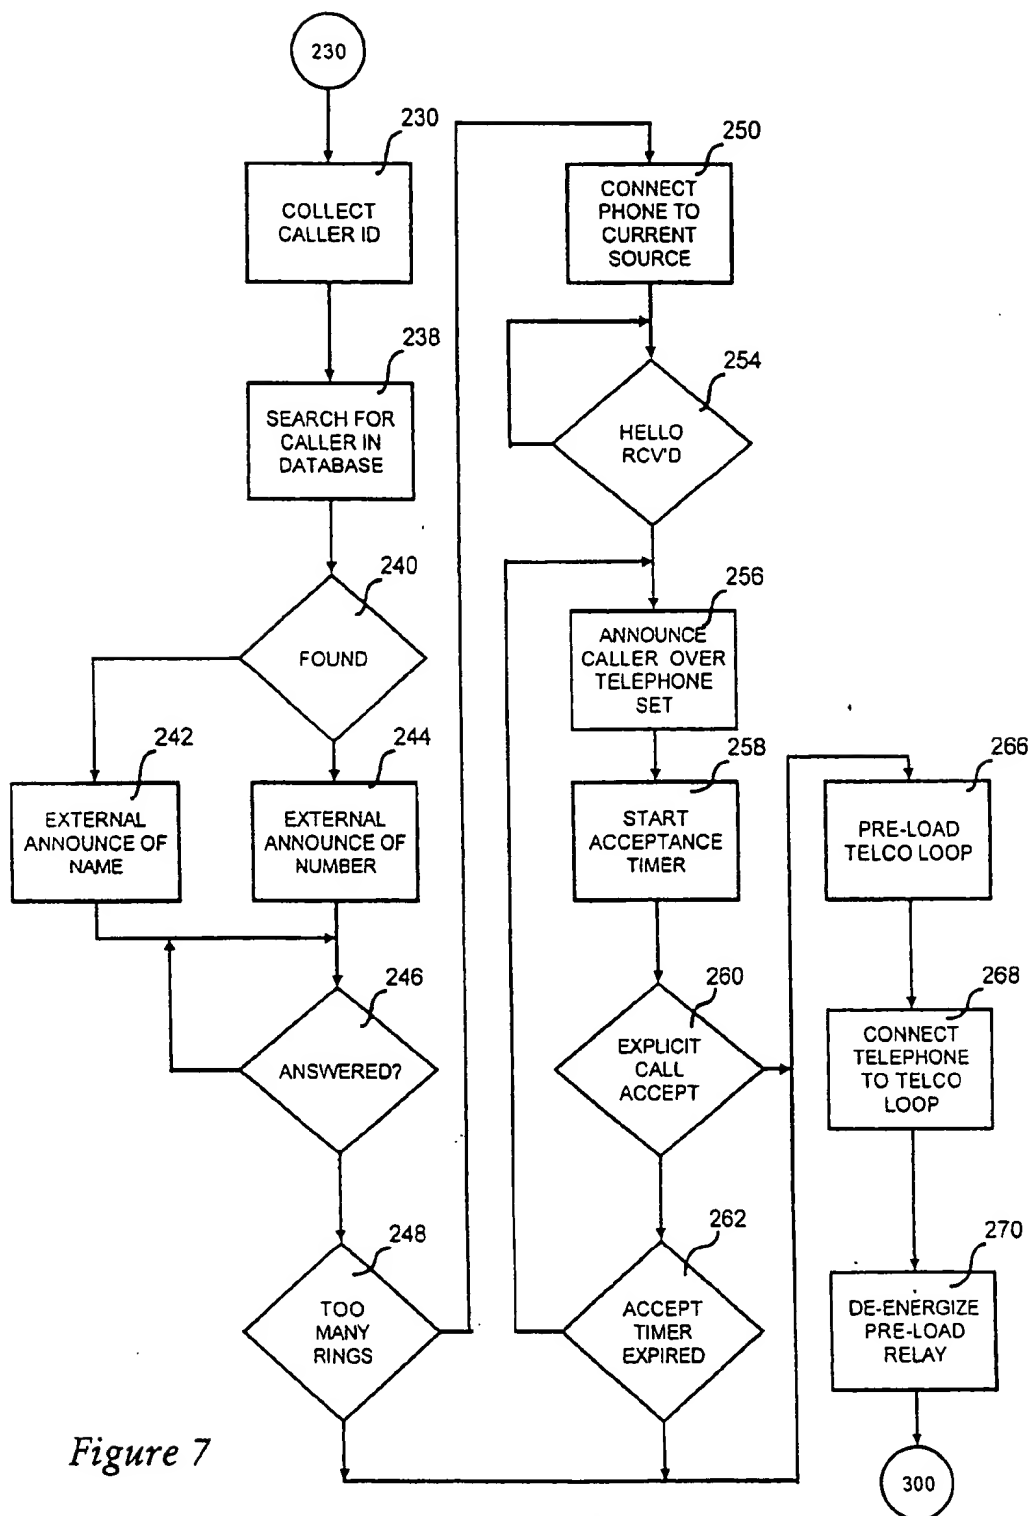 230
230
COLLECT
CALLER ID
238
SEARCH FOR
CALLER IN
DATABASE
240
FOUND
242
EXTERNAL
ANNOUNCE OF
NAME
244
EXTERNAL
ANNOUNCE OF
NUMBER
246
ANSWERED?
248
TOO
MANY
RINGS
250
CONNECT
PHONE TO
CURRENT
SOURCE
254
HELLO
RCV'D
256
ANNOUNCE
CALLER OVER
TELEPHONE
SET
258
START
ACCEPTANCE
TIMER
260
EXPLICIT
CALL
ACCEPT
262
ACCEPT
TIMER
EXPIRED
266
PRE-LOAD
TELCO LOOP
268
CONNECT
TELEPHONE
TO TELCO
LOOP
270
DE-ENERGIZE
PRE-LOAD
RELAY
300
Figure 7